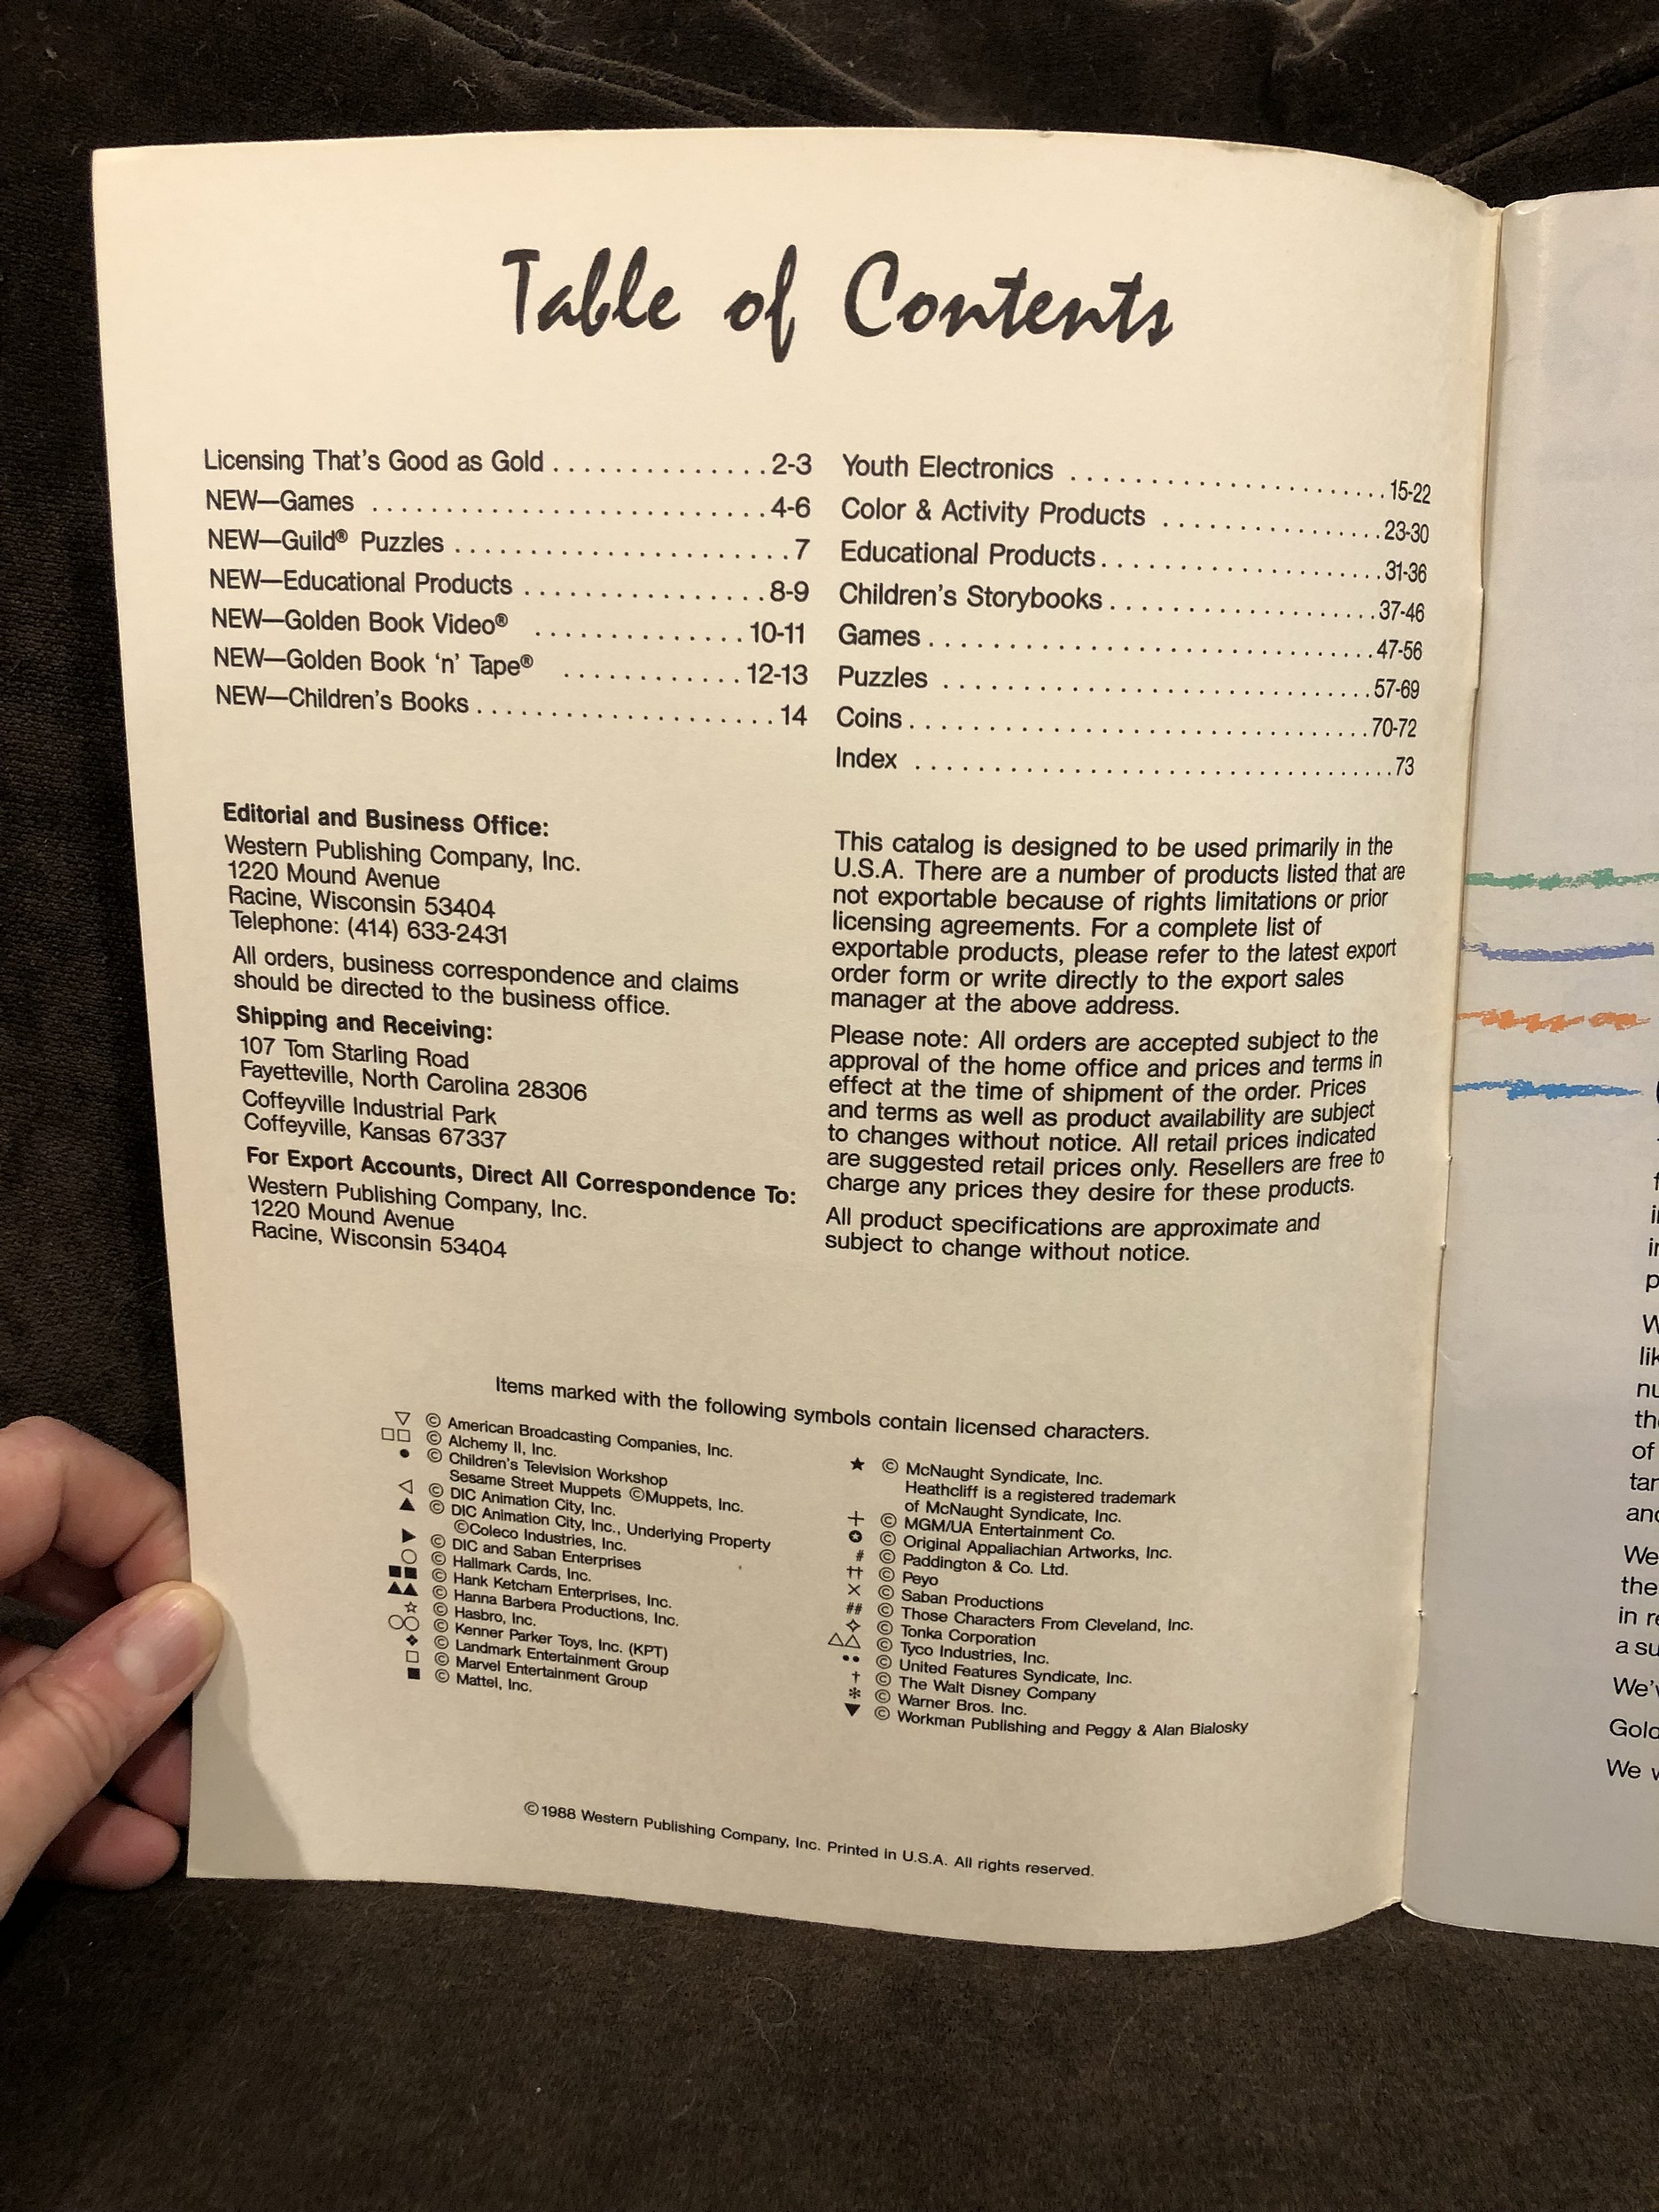 Table of Contents
Licensing That's Good as Gold . . . . . . . . . . . . . . 2-3
NEW—Games . . . . . . . . . . . . . . . . . . . . . . . . . . . 4-6
NEW—Guild® Puzzles . . . . . . . . . . . . . . . . . . . . . . . 7
NEW—Educational Products . . . . . . . . . . . . . . . . . . 8-9
NEW—Golden Book Video® . . . . . . . . . . . . . . 10-11
NEW—Golden Book 'n' Tape® . . . . . . . . . . . . 12-13
NEW—Children's Books . . . . . . . . . . . . . . . . . . . . 14
Youth Electronics . . . . . . . . . . . . . . . . . . . . . . 15-22
Color & Activity Products . . . . . . . . . . . . . . . . 23-30
Educational Products . . . . . . . . . . . . . . . . . . . 31-36
Children's Storybooks . . . . . . . . . . . . . . . . . . 37-46
Games . . . . . . . . . . . . . . . . . . . . . . . . . . . . . 47-56
Puzzles . . . . . . . . . . . . . . . . . . . . . . . . . . . . 57-69
Coins . . . . . . . . . . . . . . . . . . . . . . . . . . . . . . 70-72
Index . . . . . . . . . . . . . . . . . . . . . . . . . . . . . . . 73
Editorial and Business Office:
Western Publishing Company, Inc.
1220 Mound Avenue
Racine, Wisconsin 53404
Telephone: (414) 633-2431
All orders, business correspondence and claims
should be directed to the business office.
Shipping and Receiving:
107 Tom Starling Road
Fayetteville, North Carolina 28306
Coffeyville Industrial Park
Coffeyville, Kansas 67337
For Export Accounts, Direct All Correspondence To:
Western Publishing Company, Inc.
1220 Mound Avenue
Racine, Wisconsin 53404
This catalog is designed to be used primarily in the
U.S.A. There are a number of products listed that are
not exportable because of rights limitations or prior
licensing agreements. For a complete list of
exportable products, please refer to the latest export
order form or write directly to the export sales
manager at the above address.
Please note: All orders are accepted subject to the
approval of the home office and prices and terms in
effect at the time of shipment of the order. Prices
and terms as well as product availability are subject
to changes without notice. All retail prices indicated
are suggested retail prices only. Resellers are free to
charge any prices they desire for these products.
All product specifications are approximate and
subject to change without notice.
Items marked with the following symbols contain licensed characters.
▽ © American Broadcasting Companies, Inc.
□□ © Alchemy II, Inc.
● © Children's Television Workshop
Sesame Street Muppets ©Muppets, Inc.
◁ © DIC Animation City, Inc.
▲ © DIC Animation City, Inc., Underlying Property
©Coleco Industries, Inc.
▶ © DIC and Saban Enterprises
○ © Hallmark Cards, Inc.
■■ © Hank Ketcham Enterprises, Inc.
▲▲ © Hanna Barbera Productions, Inc.
☆ © Hasbro, Inc.
○○ © Kenner Parker Toys, Inc. (KPT)
❖ © Landmark Entertainment Group
□ © Marvel Entertainment Group
■ © Mattel, Inc.
★ © McNaught Syndicate, Inc.
Heathcliff is a registered trademark
of McNaught Syndicate, Inc.
+ © MGM/UA Entertainment Co.
✪ © Original Appaliachian Artworks, Inc.
# © Paddington & Co. Ltd.
†† © Peyo
× © Saban Productions
## © Those Characters From Cleveland, Inc.
✧ © Tonka Corporation
△△ © Tyco Industries, Inc.
●● © United Features Syndicate, Inc.
† © The Walt Disney Company
✻ © Warner Bros. Inc.
▼ © Workman Publishing and Peggy & Alan Bialosky
©1988 Western Publishing Company, Inc. Printed in U.S.A. All rights reserved.
of
We
the
a su
We'v
Gold
We w